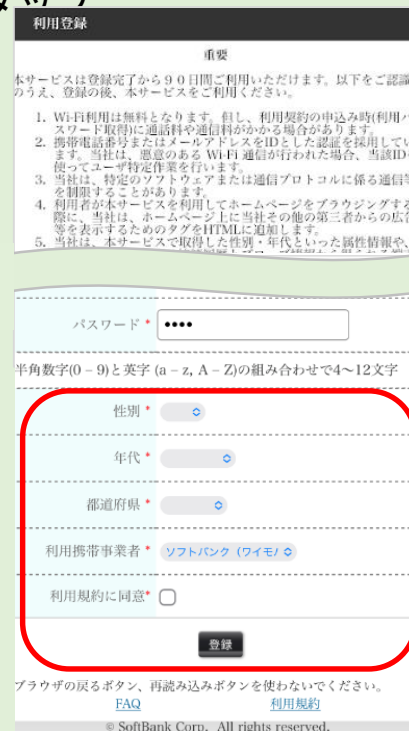 利用登録
重要
本サービスは登録完了から９０日間ご利用いただけます。以下をご認識
のうえ、登録の後、本サービスをご利用ください。
1. Wi-Fi利用は無料となります。但し、利用契約の申込み時(利用パ
スワード取得)に通話料や通信料がかかる場合があります。
2. 携帯電話番号またはメールアドレスをIDとした認証を採用してい
ます。当社は、悪意のある Wi-Fi 通信が行われた場合、当該IDを
使ってユーザ特定作業を行います。
3. 当社は、特定のソフトウェアまたは通信プロトコルに係る通信等
を制限することがあります。
4. 利用者が本サービスを利用してホームページをブラウジングする
際に、当社は、ホームページ上に当社その他の第三者からの広告
等を表示するためのタグをHTMLに追加します。
5. 当社は、本サービスで取得した性別・年代といった属性情報や、
パスワード * ••••
半角数字(0 – 9)と英字 (a – z, A – Z)の組み合わせで4～12文字
性別 *
年代 *
都道府県 *
利用携帯事業者 * ソフトバンク（ワイモ
利用規約に同意*
登録
ブラウザの戻るボタン、再読み込みボタンを使わないでください。
FAQ 利用規約
© SoftBank Corp. All rights reserved.